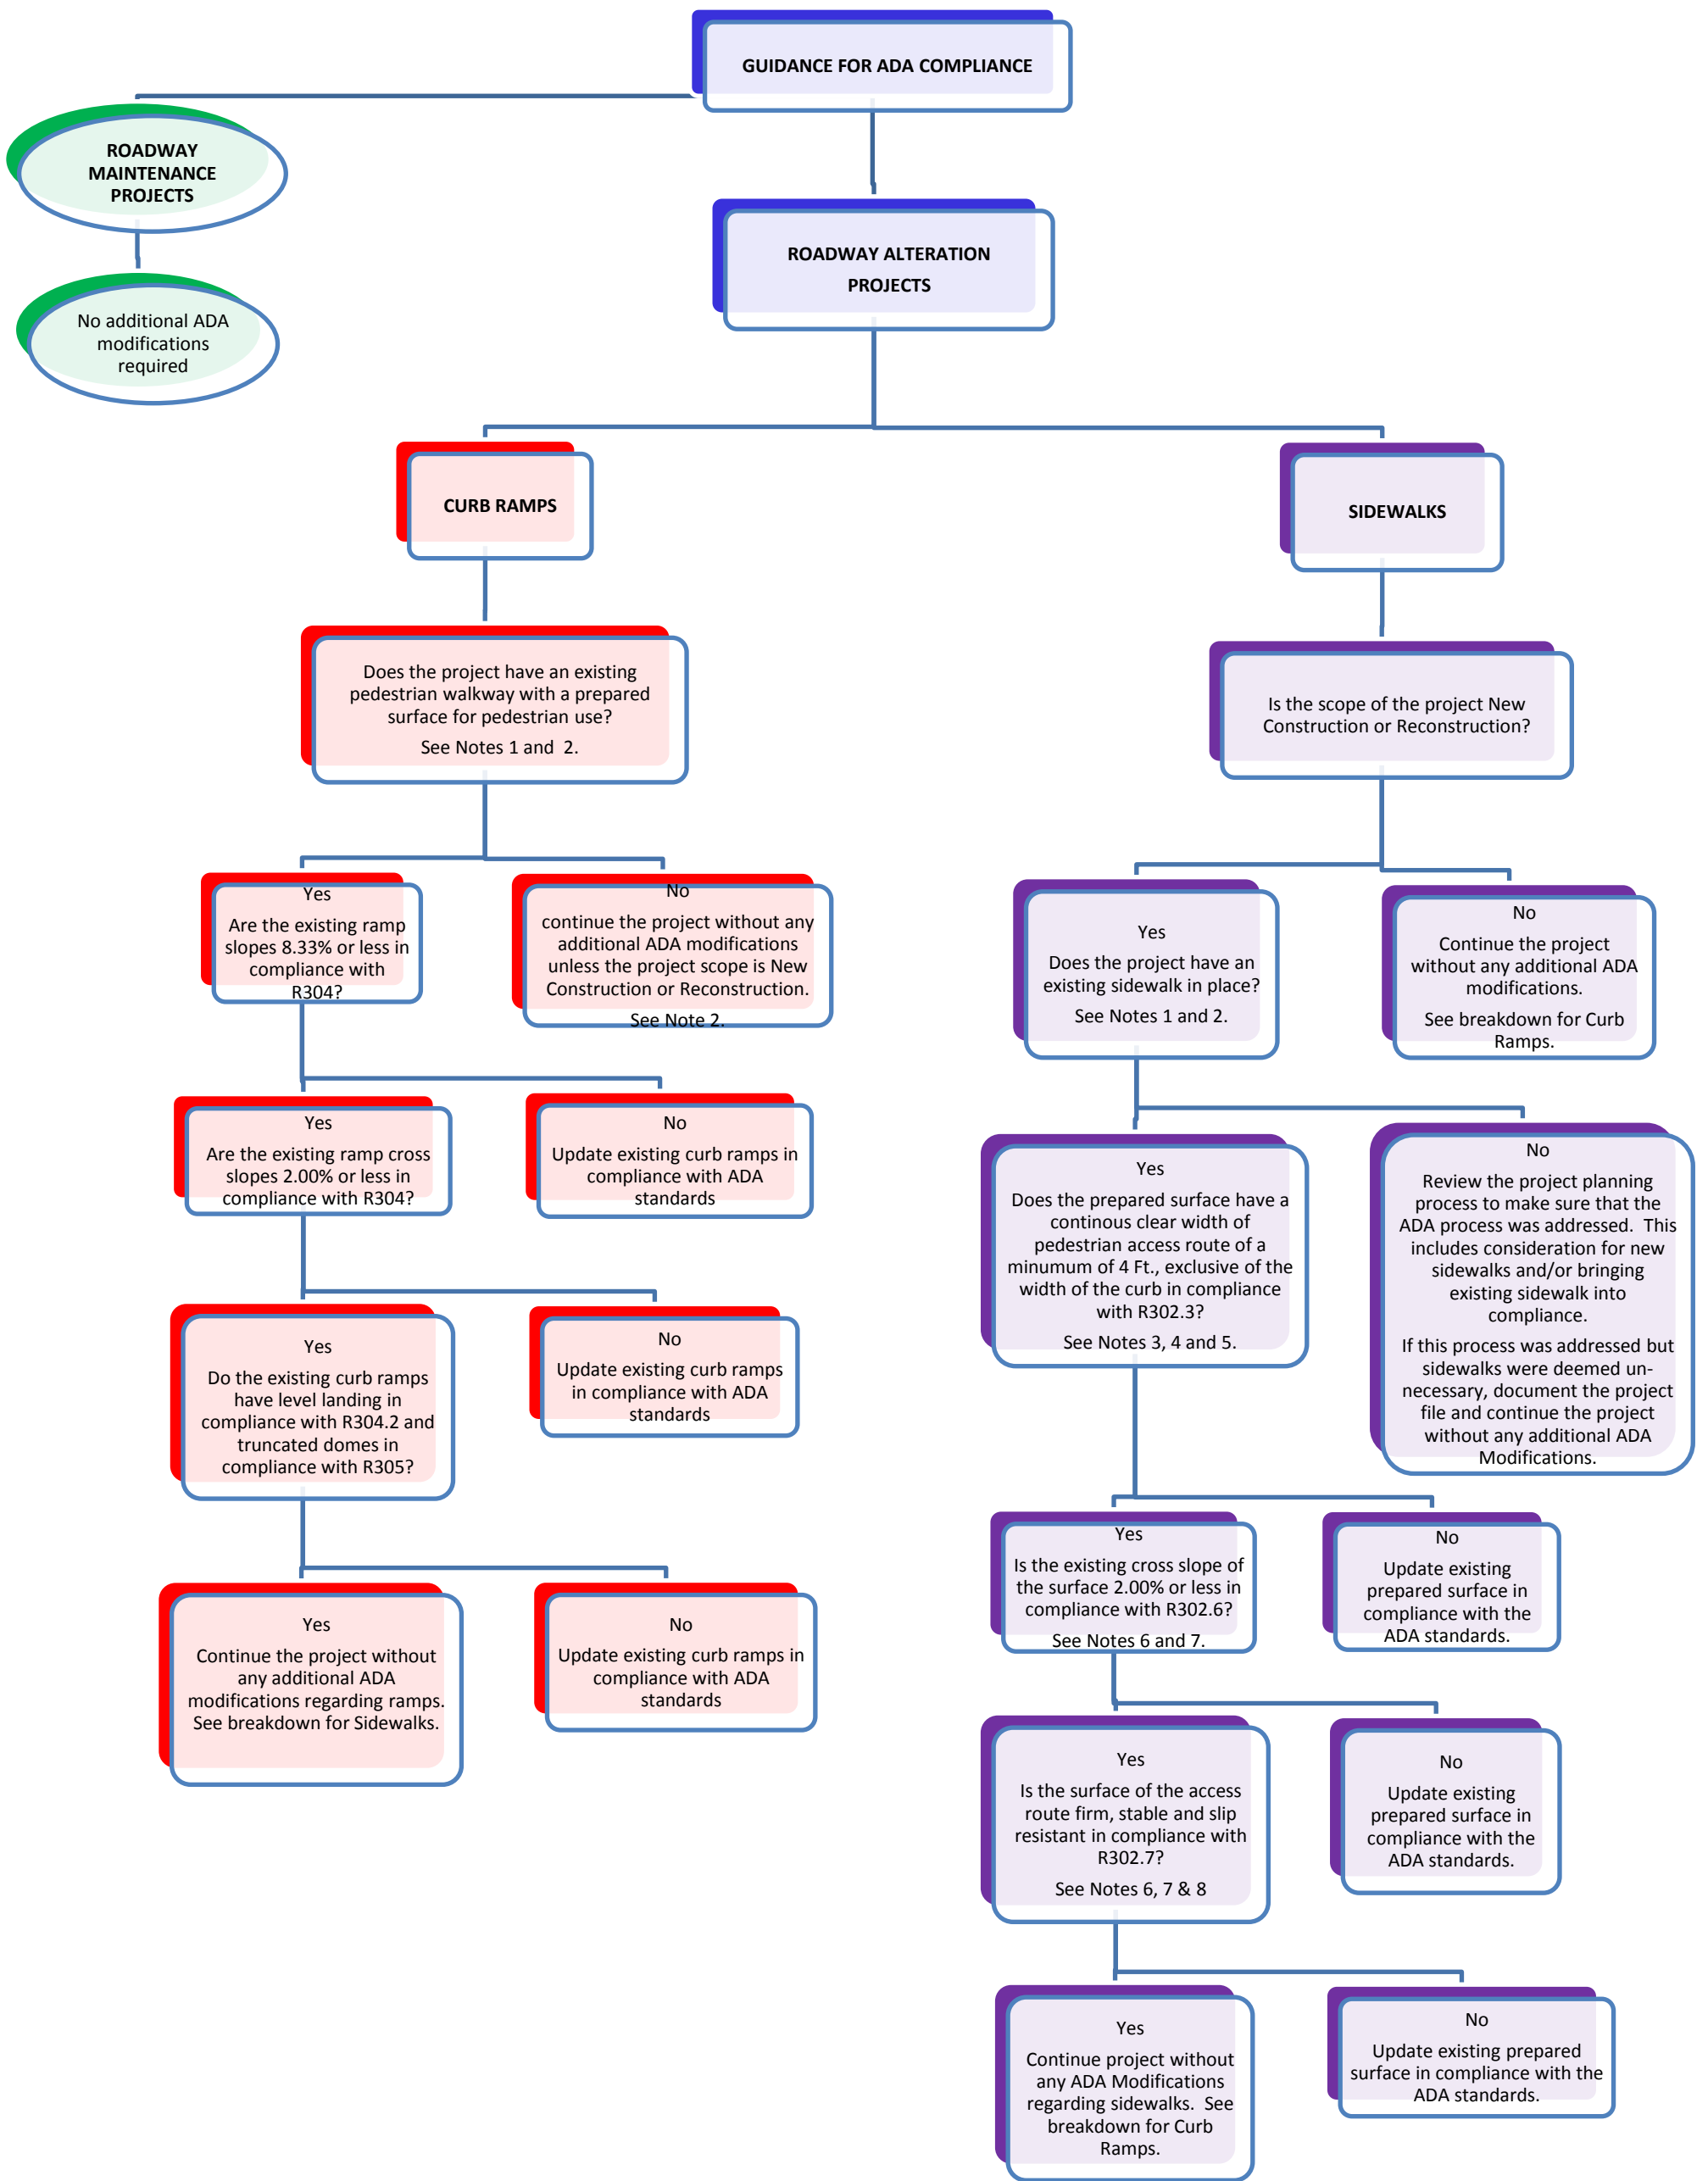 GUIDANCE FOR ADA COMPLIANCE
ROADWAY
MAINTENANCE
PROJECTS
No additional ADA
modifications
required
ROADWAY ALTERATION
PROJECTS
CURB RAMPS
Does the project have an existing
pedestrian walkway with a prepared
surface for pedestrian use?
See Notes 1 and  2.
Yes
Are the existing ramp
slopes 8.33% or less in
compliance with
R304?
No
continue the project without any
additional ADA modifications
unless the project scope is New
Construction or Reconstruction.
See Note 2.
Yes
Are the existing ramp cross
slopes 2.00% or less in
compliance with R304?
No
Update existing curb ramps in
compliance with ADA
standards
Yes
Do the existing curb ramps
have level landing in
compliance with R304.2 and
truncated domes in
compliance with R305?
No
Update existing curb ramps
in compliance with ADA
standards
Yes
Continue the project without
any additional ADA
modifications regarding ramps.
See breakdown for Sidewalks.
No
Update existing curb ramps in
compliance with ADA
standards
SIDEWALKS
Is the scope of the project New
Construction or Reconstruction?
Yes
Does the project have an
existing sidewalk in place?
See Notes 1 and 2.
No
Continue the project
without any additional ADA
modifications.
See breakdown for Curb
Ramps.
Yes
Does the prepared surface have a
continous clear width of
pedestrian access route of a
minumum of 4 Ft., exclusive of the
width of the curb in compliance
with R302.3?
See Notes 3, 4 and 5.
No
Review the project planning
process to make sure that the
ADA process was addressed.  This
includes consideration for new
sidewalks and/or bringing
existing sidewalk into
compliance.
If this process was addressed but
sidewalks were deemed un-
necessary, document the project
file and continue the project
without any additional ADA
Modifications.
Yes
Is the existing cross slope of
the surface 2.00% or less in
compliance with R302.6?
See Notes 6 and 7.
No
Update existing
prepared surface in
compliance with the
ADA standards.
Yes
Is the surface of the access
route firm, stable and slip
resistant in compliance with
R302.7?
See Notes 6, 7 & 8
No
Update existing
prepared surface in
compliance with the
ADA standards.
Yes
Continue project without
any ADA Modifications
regarding sidewalks.  See
breakdown for Curb
Ramps.
No
Update existing prepared
surface in compliance with the
ADA standards.